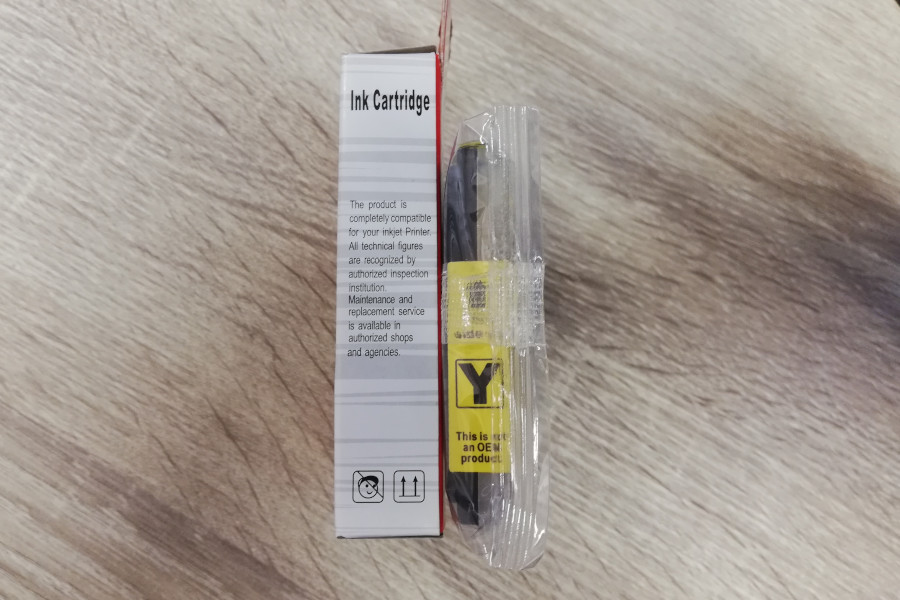 Ink Cartridge
The product is
completely compatible
for your inkjet Printer.
All technical figures
are recognized by
authorized inspection
institution.
Maintenance and
replacement service
is available in
authorized shops
and agencies.
Y
This is not
an OEM
product.